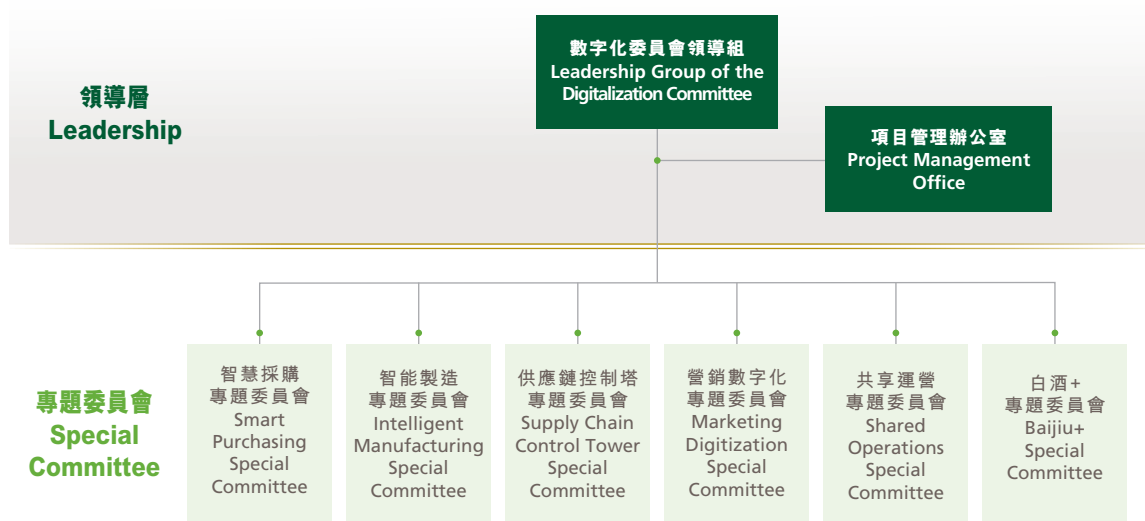 數字化委員會領導組
Leadership Group of the
Digitalization Committee
領導層
Leadership
項目管理辦公室
Project Management
Office
專題委員會
Special
Committee
智慧採購
專題委員會
Smart
Purchasing
Special
Committee
智能製造
專題委員會
Intelligent
Manufacturing
Special
Committee
供應鏈控制塔
專題委員會
Supply Chain
Control Tower
Special
Committee
營銷數字化
專題委員會
Marketing
Digitization
Special
Committee
共享運營
專題委員會
Shared
Operations
Special
Committee
白酒+
專題委員會
Baijiu+
Special
Committee